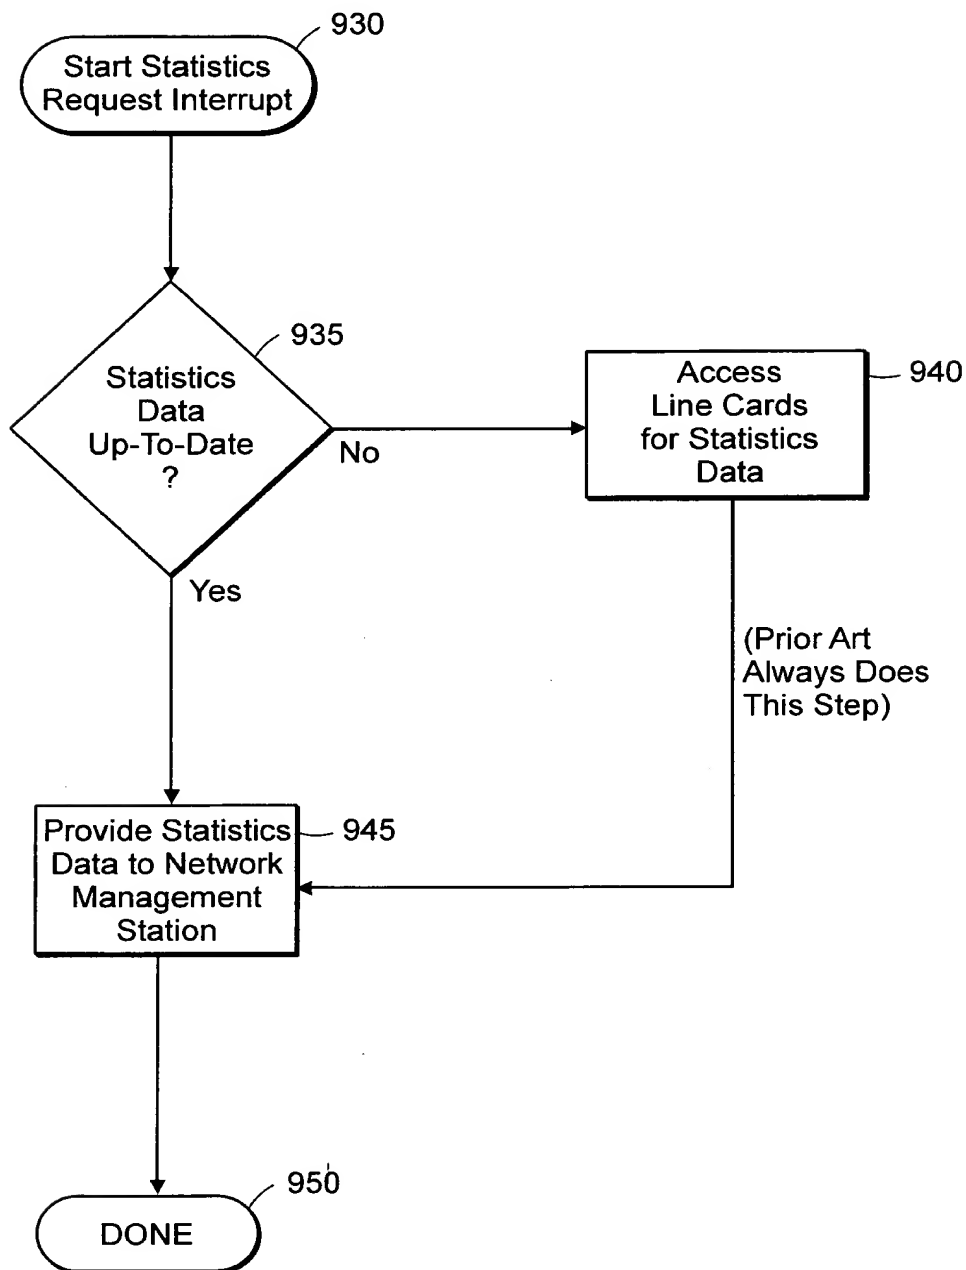 930
Start Statistics
Request Interrupt
935
Statistics
Data
Up-To-Date
?
No
Yes
940
Access
Line Cards
for Statistics
Data
(Prior Art
Always Does
This Step)
945
Provide Statistics
Data to Network
Management
Station
950
DONE